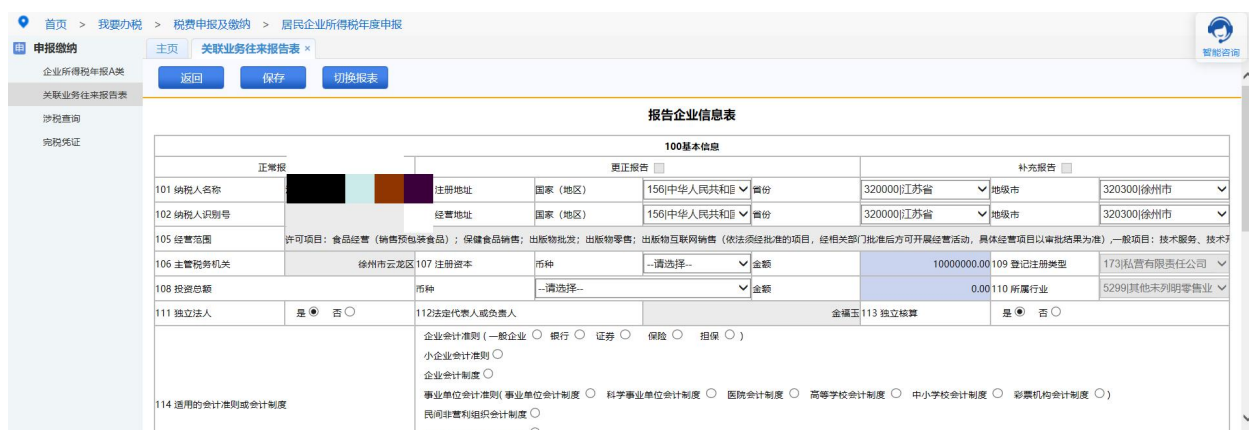 首页 > 我要办税 > 税费申报及缴纳 > 居民企业所得税年度申报
智能咨询
申报缴纳
企业所得税年报A类
关联业务往来报告表
涉税查询
完税凭证
主页 关联业务往来报告表 ×
返回 保存 切换报表
报告企业信息表
100基本信息
正常报 更正报告 补充报告
101 纳税人名称 注册地址 国家（地区） 156|中华人民共和 省份 320000|江苏省 地级市 320300|徐州市
102 纳税人识别号 经营地址 国家（地区） 156|中华人民共和 省份 320000|江苏省 地级市 320300|徐州市
105 经营范围 许可项目：食品经营（销售预包装食品）；保健食品销售；出版物批发；出版物零售；出版物互联网销售（依法须经批准的项目，经相关部门批准后方可开展经营活动，具体经营项目以审批结果为准）,一般项目：技术服务、技术
106 主管税务机关 徐州市云龙区 107 注册资本 币种 --请选择-- 金额 10000000.00 109 登记注册类型 173|私营有限责任公司
108 投资总额 币种 --请选择-- 金额 0.00 110 所属行业 5299|其他未列明零售业
111 独立法人 是 否 112法定代表人或负责人 金福玉 113 独立核算 是 否
114 适用的会计准则或会计制度
企业会计准则 ( 一般企业 银行 证券 保险 担保 )
小企业会计准则
企业会计制度
事业单位会计准则( 事业单位会计制度 科学事业单位会计制度 医院会计制度 高等学校会计制度 中小学校会计制度 彩票机构会计制度 )
民间非营利组织会计制度